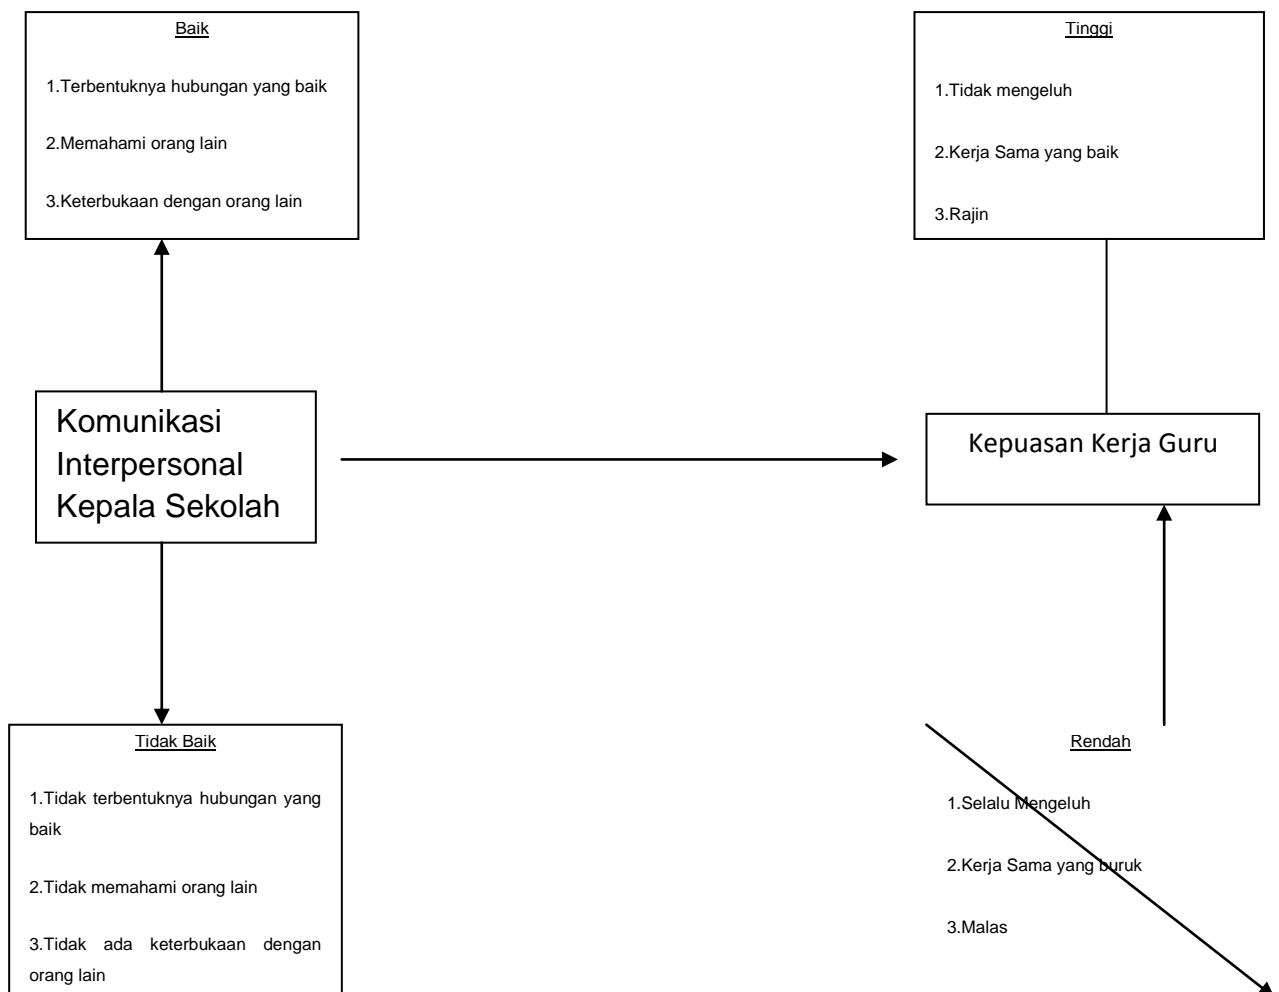 Baik
1.Terbentuknya hubungan yang baik
2.Memahami orang lain
3.Keterbukaan dengan orang lain
Tinggi
1.Tidak mengeluh
2.Kerja Sama yang baik
3.Rajin
Komunikasi
Interpersonal
Kepala Sekolah
Kepuasan Kerja Guru
Tidak Baik
1.Tidak terbentuknya hubungan yang
baik
2.Tidak memahami orang lain
3.Tidak ada keterbukaan dengan
orang lain
Rendah
1.Selalu Mengeluh
2.Kerja Sama yang buruk
3.Malas